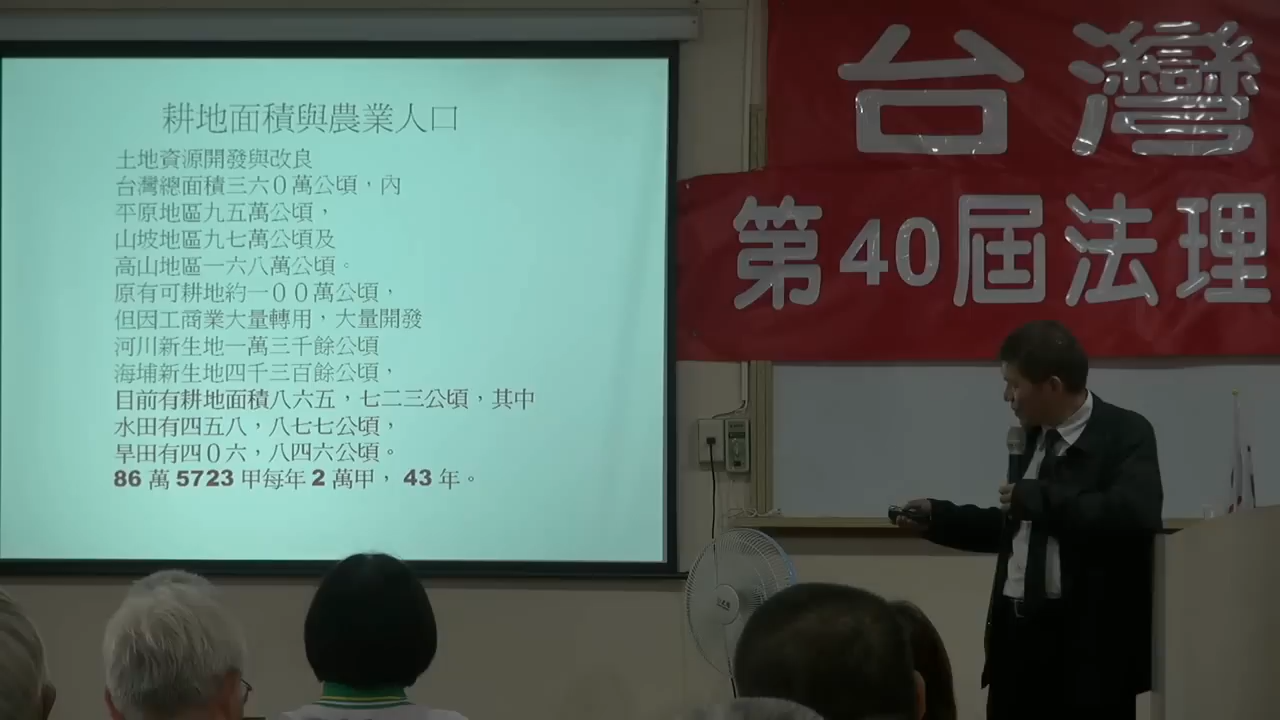 耕地面積與農業人口
土地資源開發與改良
台灣總面積三六０萬公頃，內
平原地區九五萬公頃，
山坡地區九七萬公頃及
高山地區一六八萬公頃。
原有可耕地約一００萬公頃，
但因工商業大量轉用，大量開發
河川新生地一萬三千餘公頃
海埔新生地四千三百餘公頃，
目前有耕地面積八六五，七二三公頃，其中
水田有四五八，八七七公頃，
旱田有四０六，八四六公頃。
86 萬 5723 甲每年 2 萬甲， 43 年。
台灣
第40屆法理